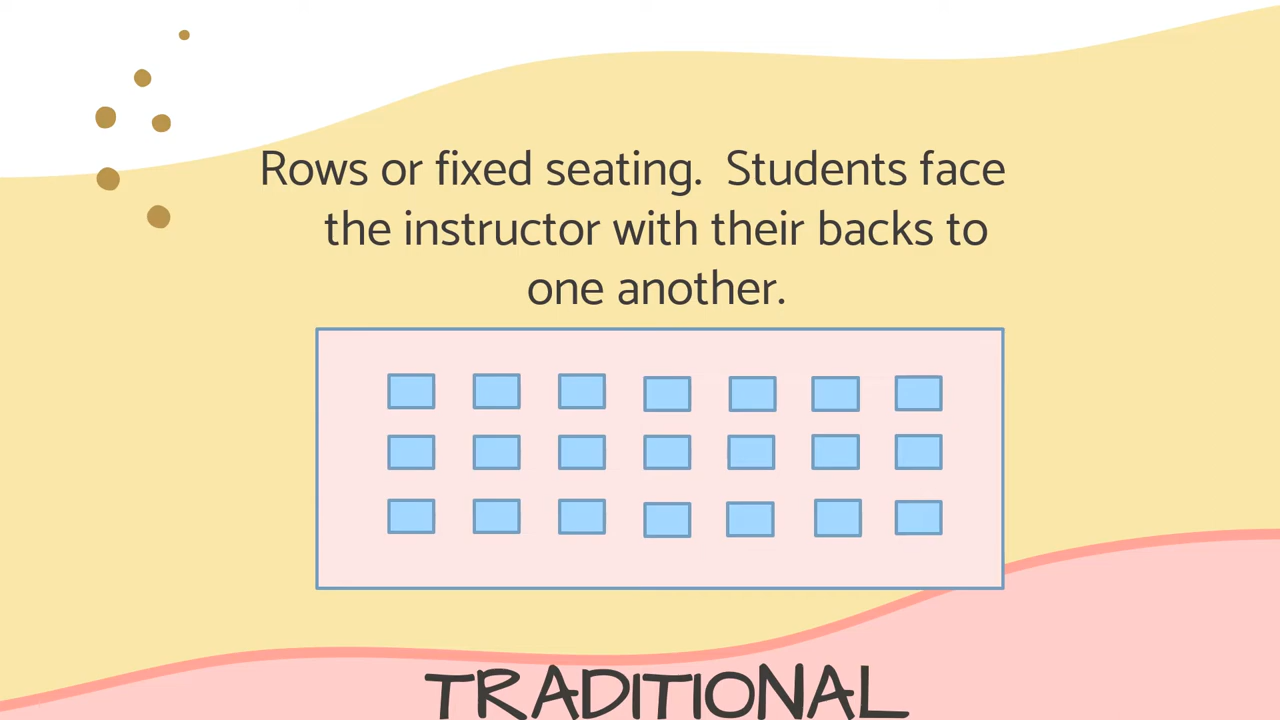 Rows or fixed seating.  Students face
the instructor with their backs to
one another.
TRADITIONAL